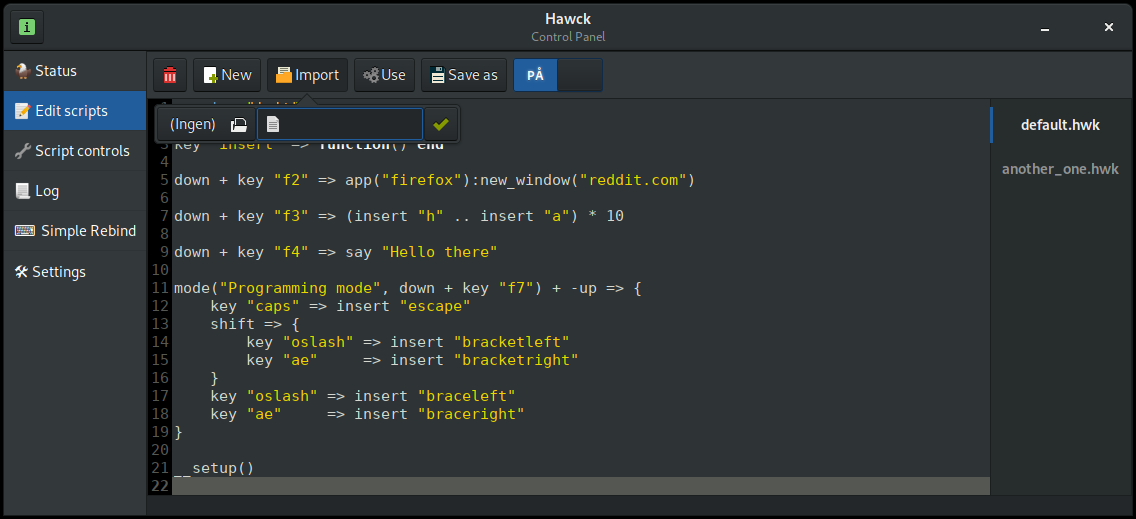 Hawck
Control Panel
Status
Edit scripts
Script controls
Log
Simple Rebind
Settings
New
Import
Use
Save as
PÅ
(Ingen)
3 key "insert" => function() end
4
5 down + key "f2" => app("firefox"):new_window("reddit.com")
6
7 down + key "f3" => (insert "h" .. insert "a") * 10
8
9 down + key "f4" => say "Hello there"
10
11 mode("Programming mode", down + key "f7") + -up => {
12     key "caps" => insert "escape"
13     shift => {
14         key "oslash" => insert "bracketleft"
15         key "ae"     => insert "bracketright"
16     }
17     key "oslash" => insert "braceleft"
18     key "ae"     => insert "braceright"
19 }
20
21 __setup()
22
default.hwk
another_one.hwk